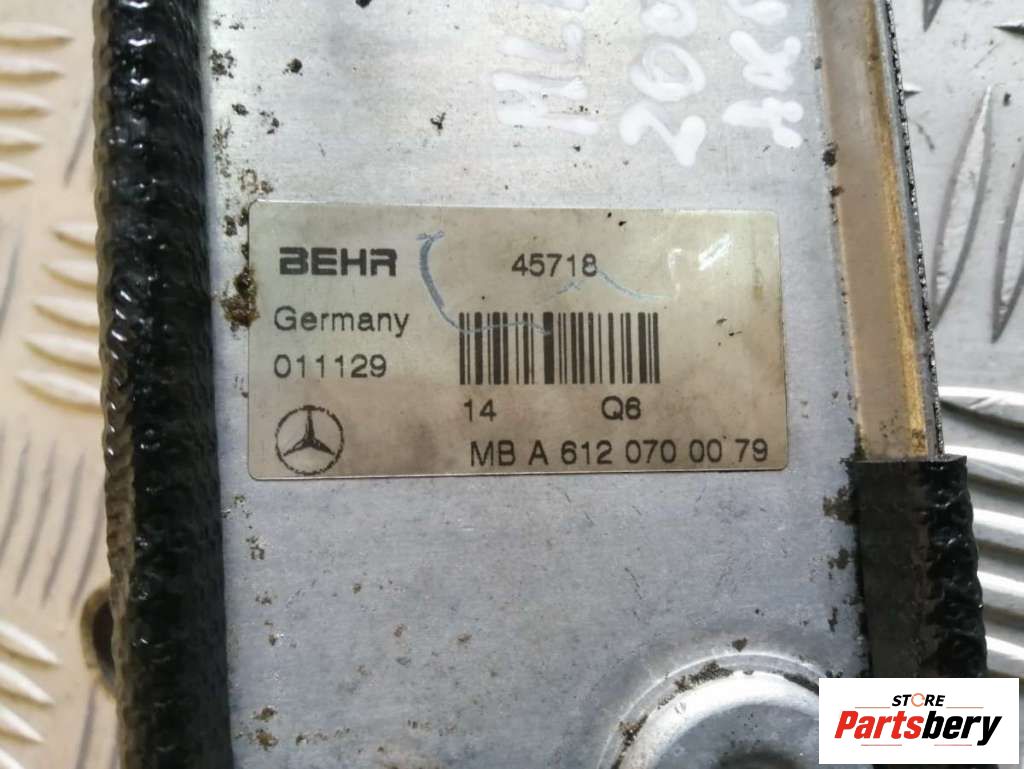 BEHR 45718
Germany
011129
14 Q6
MB A 612 070 00 79
STORE
Partsbery